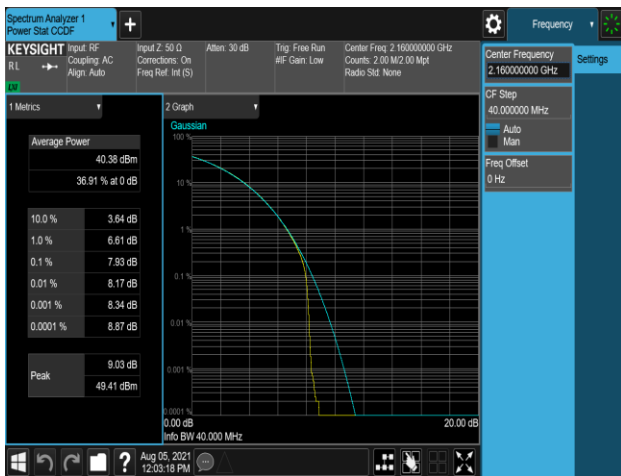 Spectrum Analyzer 1
Power Stat CCDF
+
Frequency
KEYSIGHT
RL
Input: RF
Coupling: AC
Align: Auto
Input Z: 50 Ω
Corrections: On
Freq Ref: Int (S)
Atten: 30 dB
Trig: Free Run
#IF Gain: Low
Center Freq: 2.160000000 GHz
Counts: 2.00 M/2.00 Mpt
Radio Std: None
Center Frequency
2.160000000 GHz
Settings
CF Step
40.000000 MHz
Auto
Man
Freq Offset
0 Hz
1 Metrics
Average Power
40.38 dBm
36.91 % at 0 dB
10.0 % 3.64 dB
1.0 % 6.61 dB
0.1 % 7.93 dB
0.01 % 8.17 dB
0.001 % 8.34 dB
0.0001 % 8.87 dB
Peak
9.03 dB
49.41 dBm
2 Graph
Gaussian
100 %
10 %
1 %
0.1 %
0.01 %
0.001 %
0.0001 %
0.00 dB 20.00 dB
Info BW 40.000 MHz
?
Aug 05, 2021
12:03:18 PM